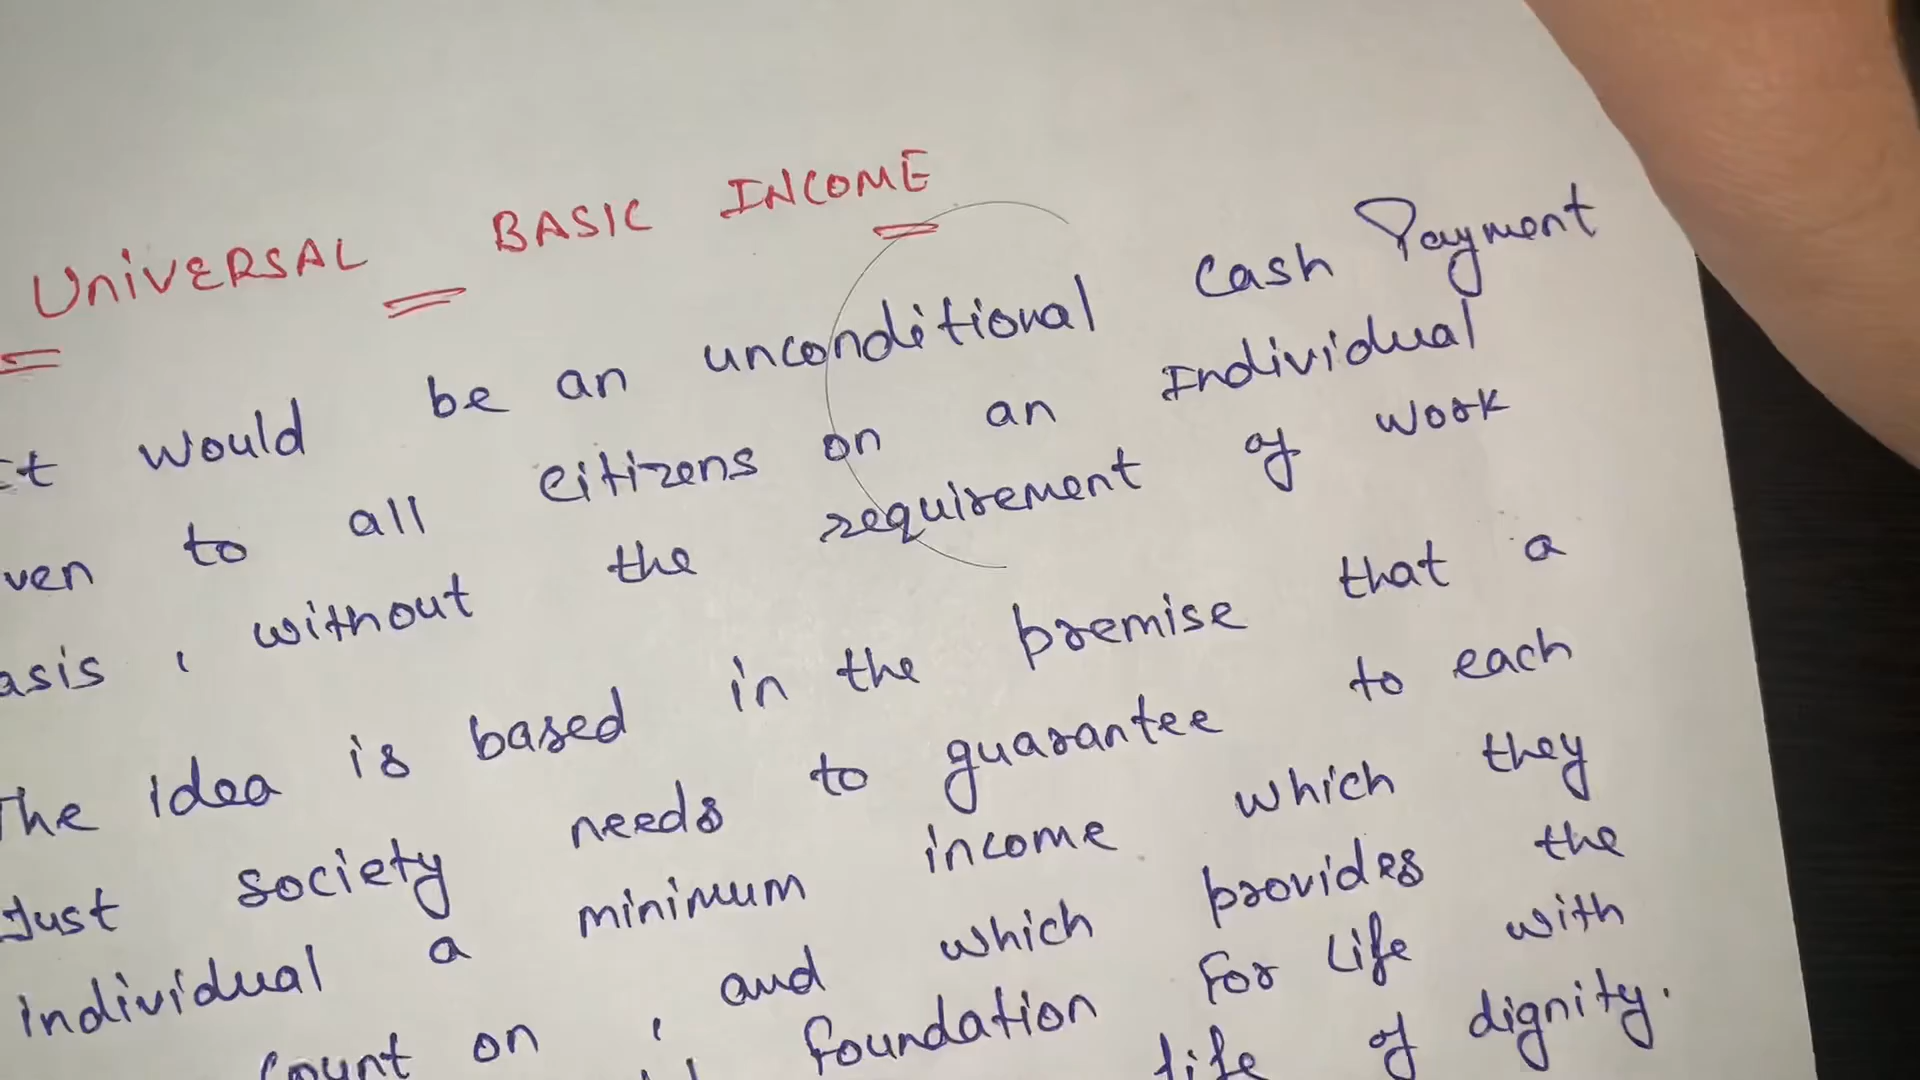 UNIVERSAL BASIC INCOME
It would be an unconditional Cash Payment
ven to all citizens on an Individual
asis, without the requirement of work
The idea is based in the premise that a
Just society needs to guarantee to each
individual a minimum income which they
count on, and which provides the
foundation for life with
life of dignity.